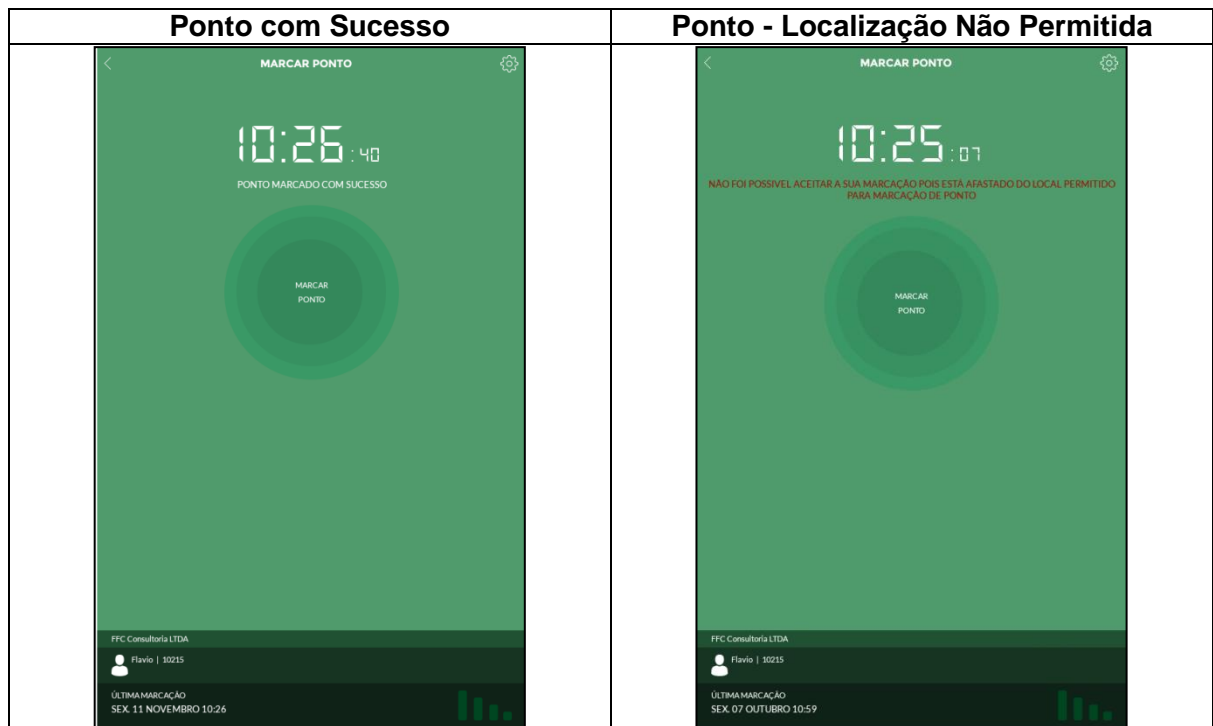 Ponto com Sucesso
MARCAR PONTO
10:26:40
PONTO MARCADO COM SUCESSO
MARCAR
PONTO
FFC Consultoria LTDA
Flavio | 10215
ÚLTIMA MARCAÇÃO
SEX. 11 NOVEMBRO 10:26
Ponto - Localização Não Permitida
MARCAR PONTO
10:25:07
NÃO FOI POSSIVEL ACEITAR A SUA MARCAÇÃO POIS ESTÁ AFASTADO DO LOCAL PERMITIDO
PARA MARCAÇÃO DE PONTO
MARCAR
PONTO
FFC Consultoria LTDA
Flavio | 10215
ÚLTIMA MARCAÇÃO
SEX. 07 OUTUBRO 10:59